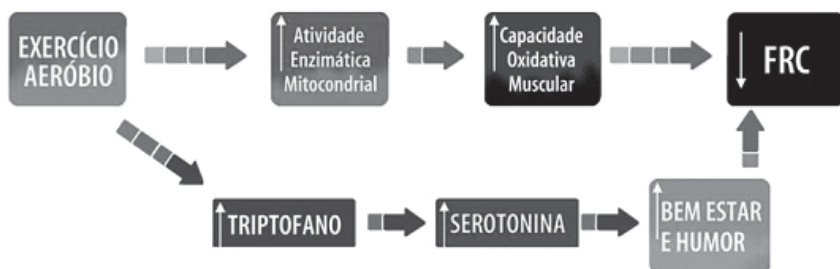 EXERCÍCIO
AERÓBIO
Atividade
Enzimática
Mitocondrial
Capacidade
Oxidativa
Muscular
FRC
TRIPTOFANO
SEROTONINA
BEM ESTAR
E HUMOR